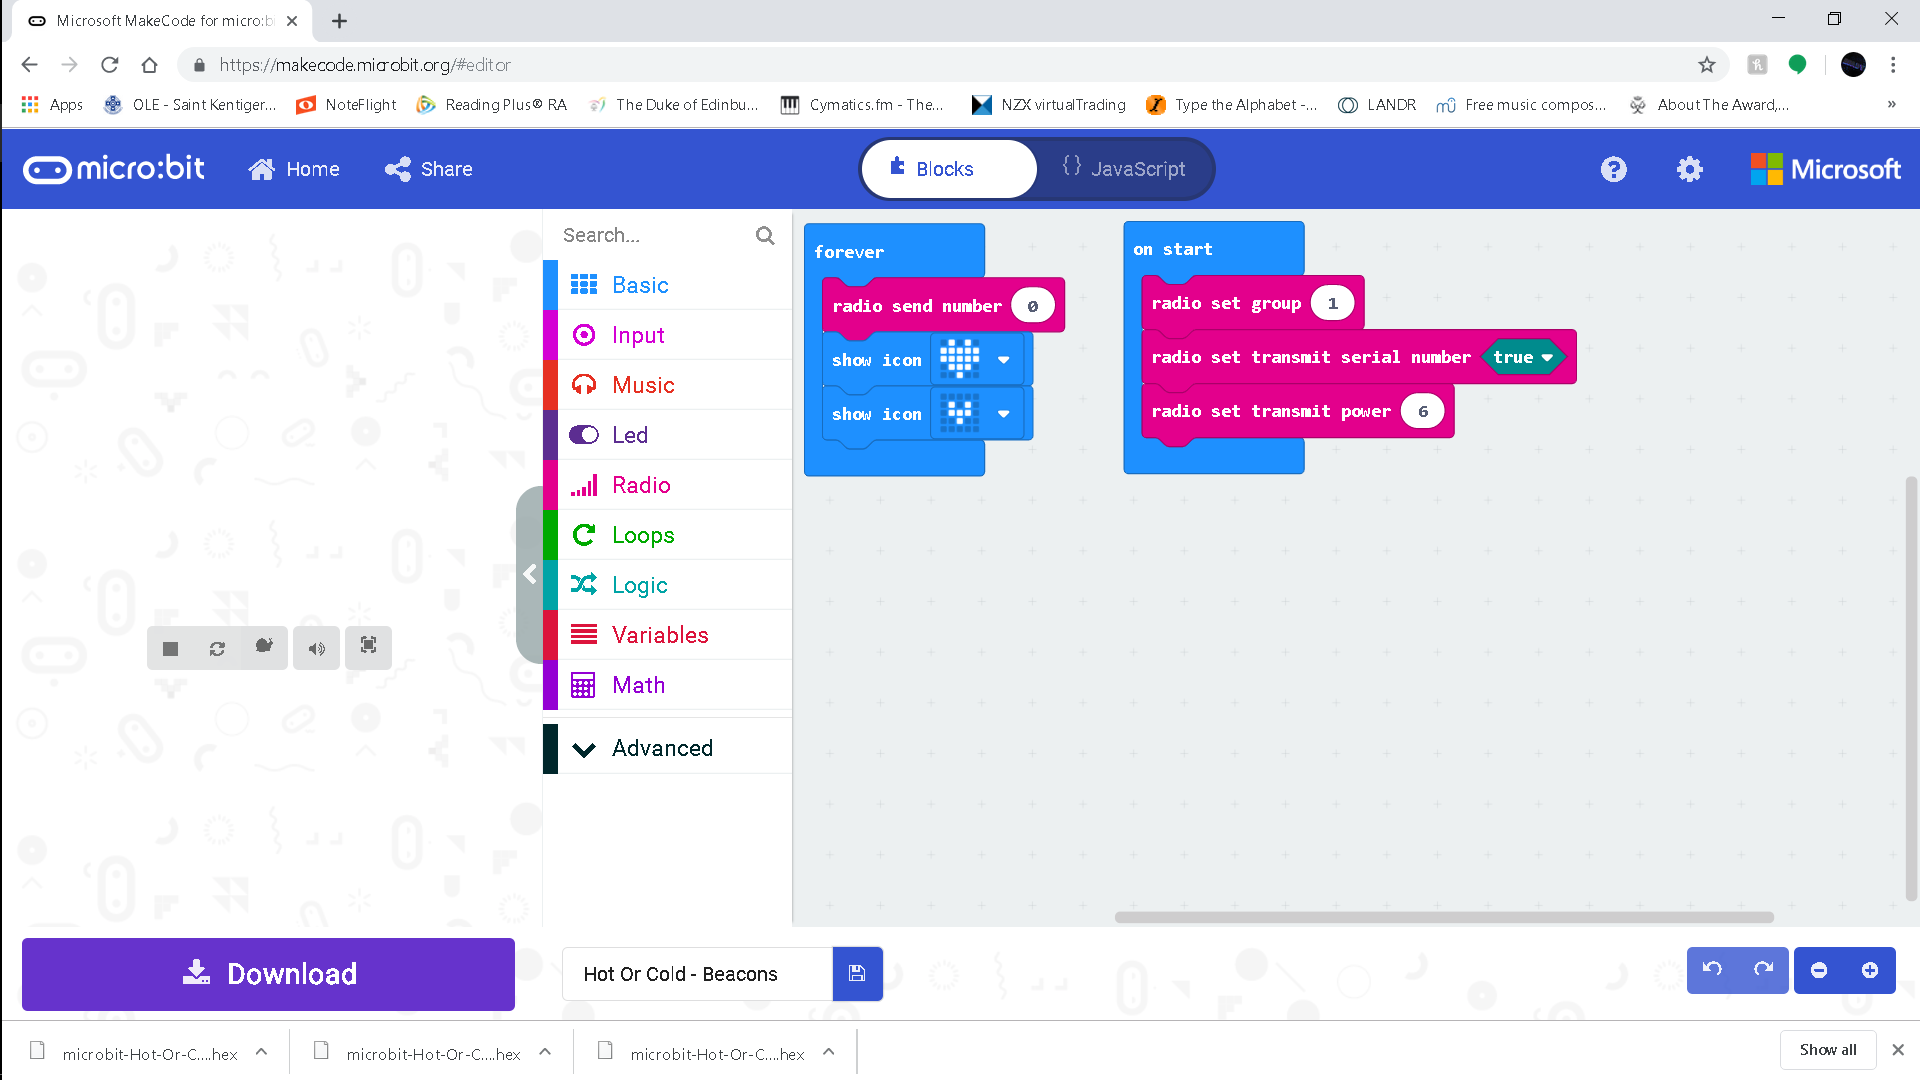 Microsoft MakeCode for micro:b
https://makecode.microbit.org/#editor
Apps
OLE - Saint Kentiger...
NoteFlight
Reading Plus® RA
The Duke of Edinbu...
Cymatics.fm - The...
NZX virtualTrading
Type the Alphabet -...
LANDR
Free music compos...
About The Award,...
»
micro:bit
Home
Share
Blocks
{} JavaScript
Microsoft
Search...
Basic
Input
Music
Led
Radio
Loops
Logic
Variables
Math
Advanced
forever
radio send number 0
show icon
show icon
on start
radio set group 1
radio set transmit serial number true
radio set transmit power 6
Download
Hot Or Cold - Beacons
microbit-Hot-Or-C....hex
microbit-Hot-Or-C....hex
microbit-Hot-Or-C....hex
Show all